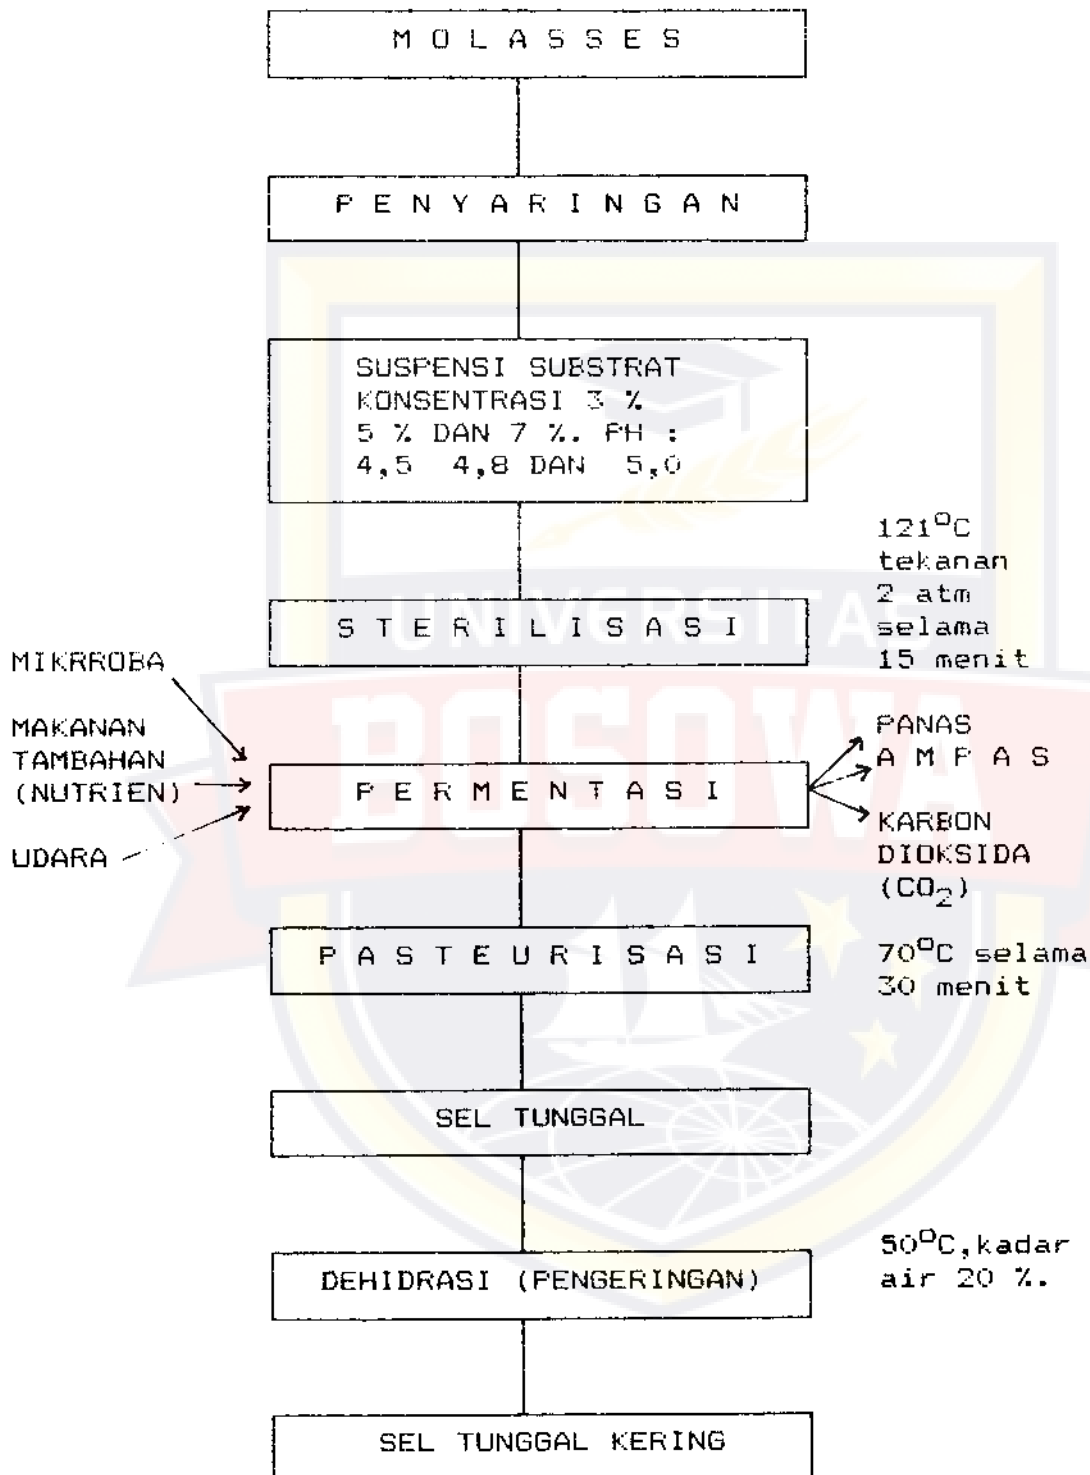 M O L A S S E S
P E N Y A R I N G A N
SUSPENSI SUBSTRAT
KONSENTRASI 3 %
5 % DAN 7 %. PH :
4,5 4,8 DAN 5,0
121°C
tekanan
2 atm
selama
15 menit
S T E R I L I S A S I
UNIVERSITAS
BOSOWA
MIKRROBA
MAKANAN
TAMBAHAN
(NUTRIEN)
UDARA
P E R M E N T A S I
PANAS
A M P A S
KARBON
DIOKSIDA
(CO₂)
P A S T E U R I S A S I
70°C selama
30 menit
SEL TUNGGAL
DEHIDRASI (PENGERINGAN)
50°C,kadar
air 20 %.
SEL TUNGGAL KERING